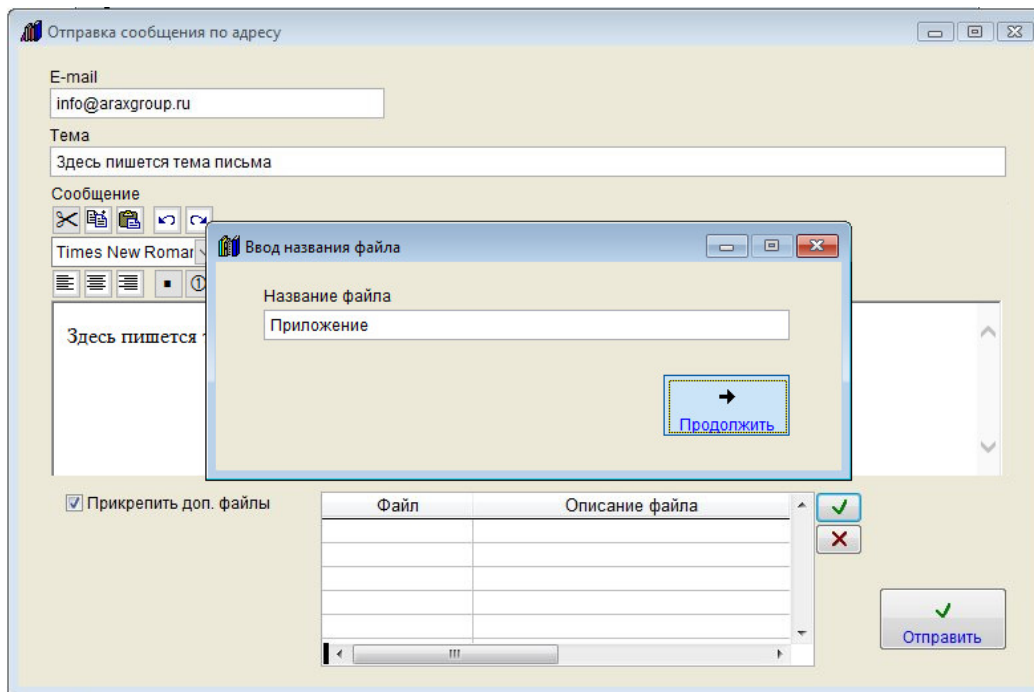 Отправка сообщения по адресу
E-mail
info@araxgroup.ru
Тема
Здесь пишется тема письма
Сообщение
Times New Roman
Здесь пишется
Ввод названия файла
Название файла
Приложение
Продолжить
Прикрепить доп. файлы
Файл
Описание файла
Отправить